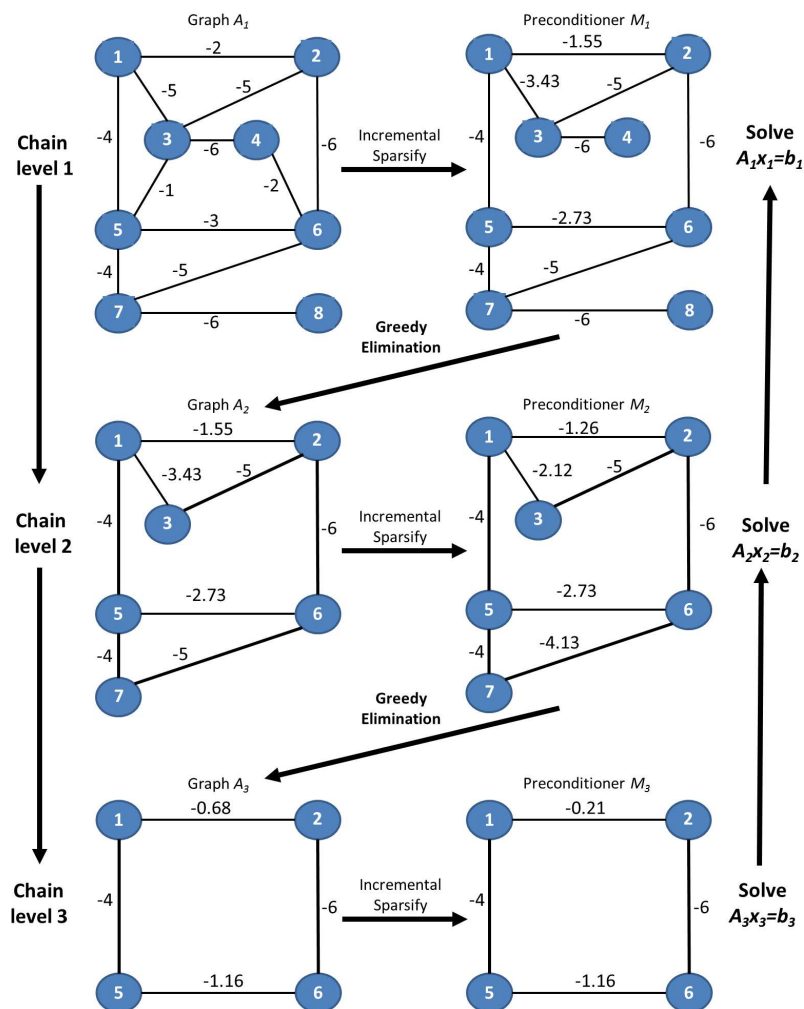 Graph A1
Preconditioner M1
1
-2
2
1
-1.55
2
-5
-5
-3.43
-5
-4
3
-6
4
-6
-4
3
-6
4
-6
Chain
level 1
Incremental
Sparsify
Solve
A1x1=b1
-1
-2
5
-3
6
5
-2.73
6
-4
-5
-4
-5
7
-6
8
7
-6
8
Greedy
Elimination
Graph A2
Preconditioner M2
1
-1.55
2
1
-1.26
2
-3.43
-5
-2.12
-5
-4
3
-6
-4
3
-6
Chain
level 2
Incremental
Sparsify
Solve
A2x2=b2
5
-2.73
6
5
-2.73
6
-4
-5
-4
-4.13
7
7
Greedy
Elimination
Graph A3
Preconditioner M3
1
-0.68
2
1
-0.21
2
-4
-6
-4
-6
Chain
level 3
Incremental
Sparsify
Solve
A3x3=b3
5
-1.16
6
5
-1.16
6